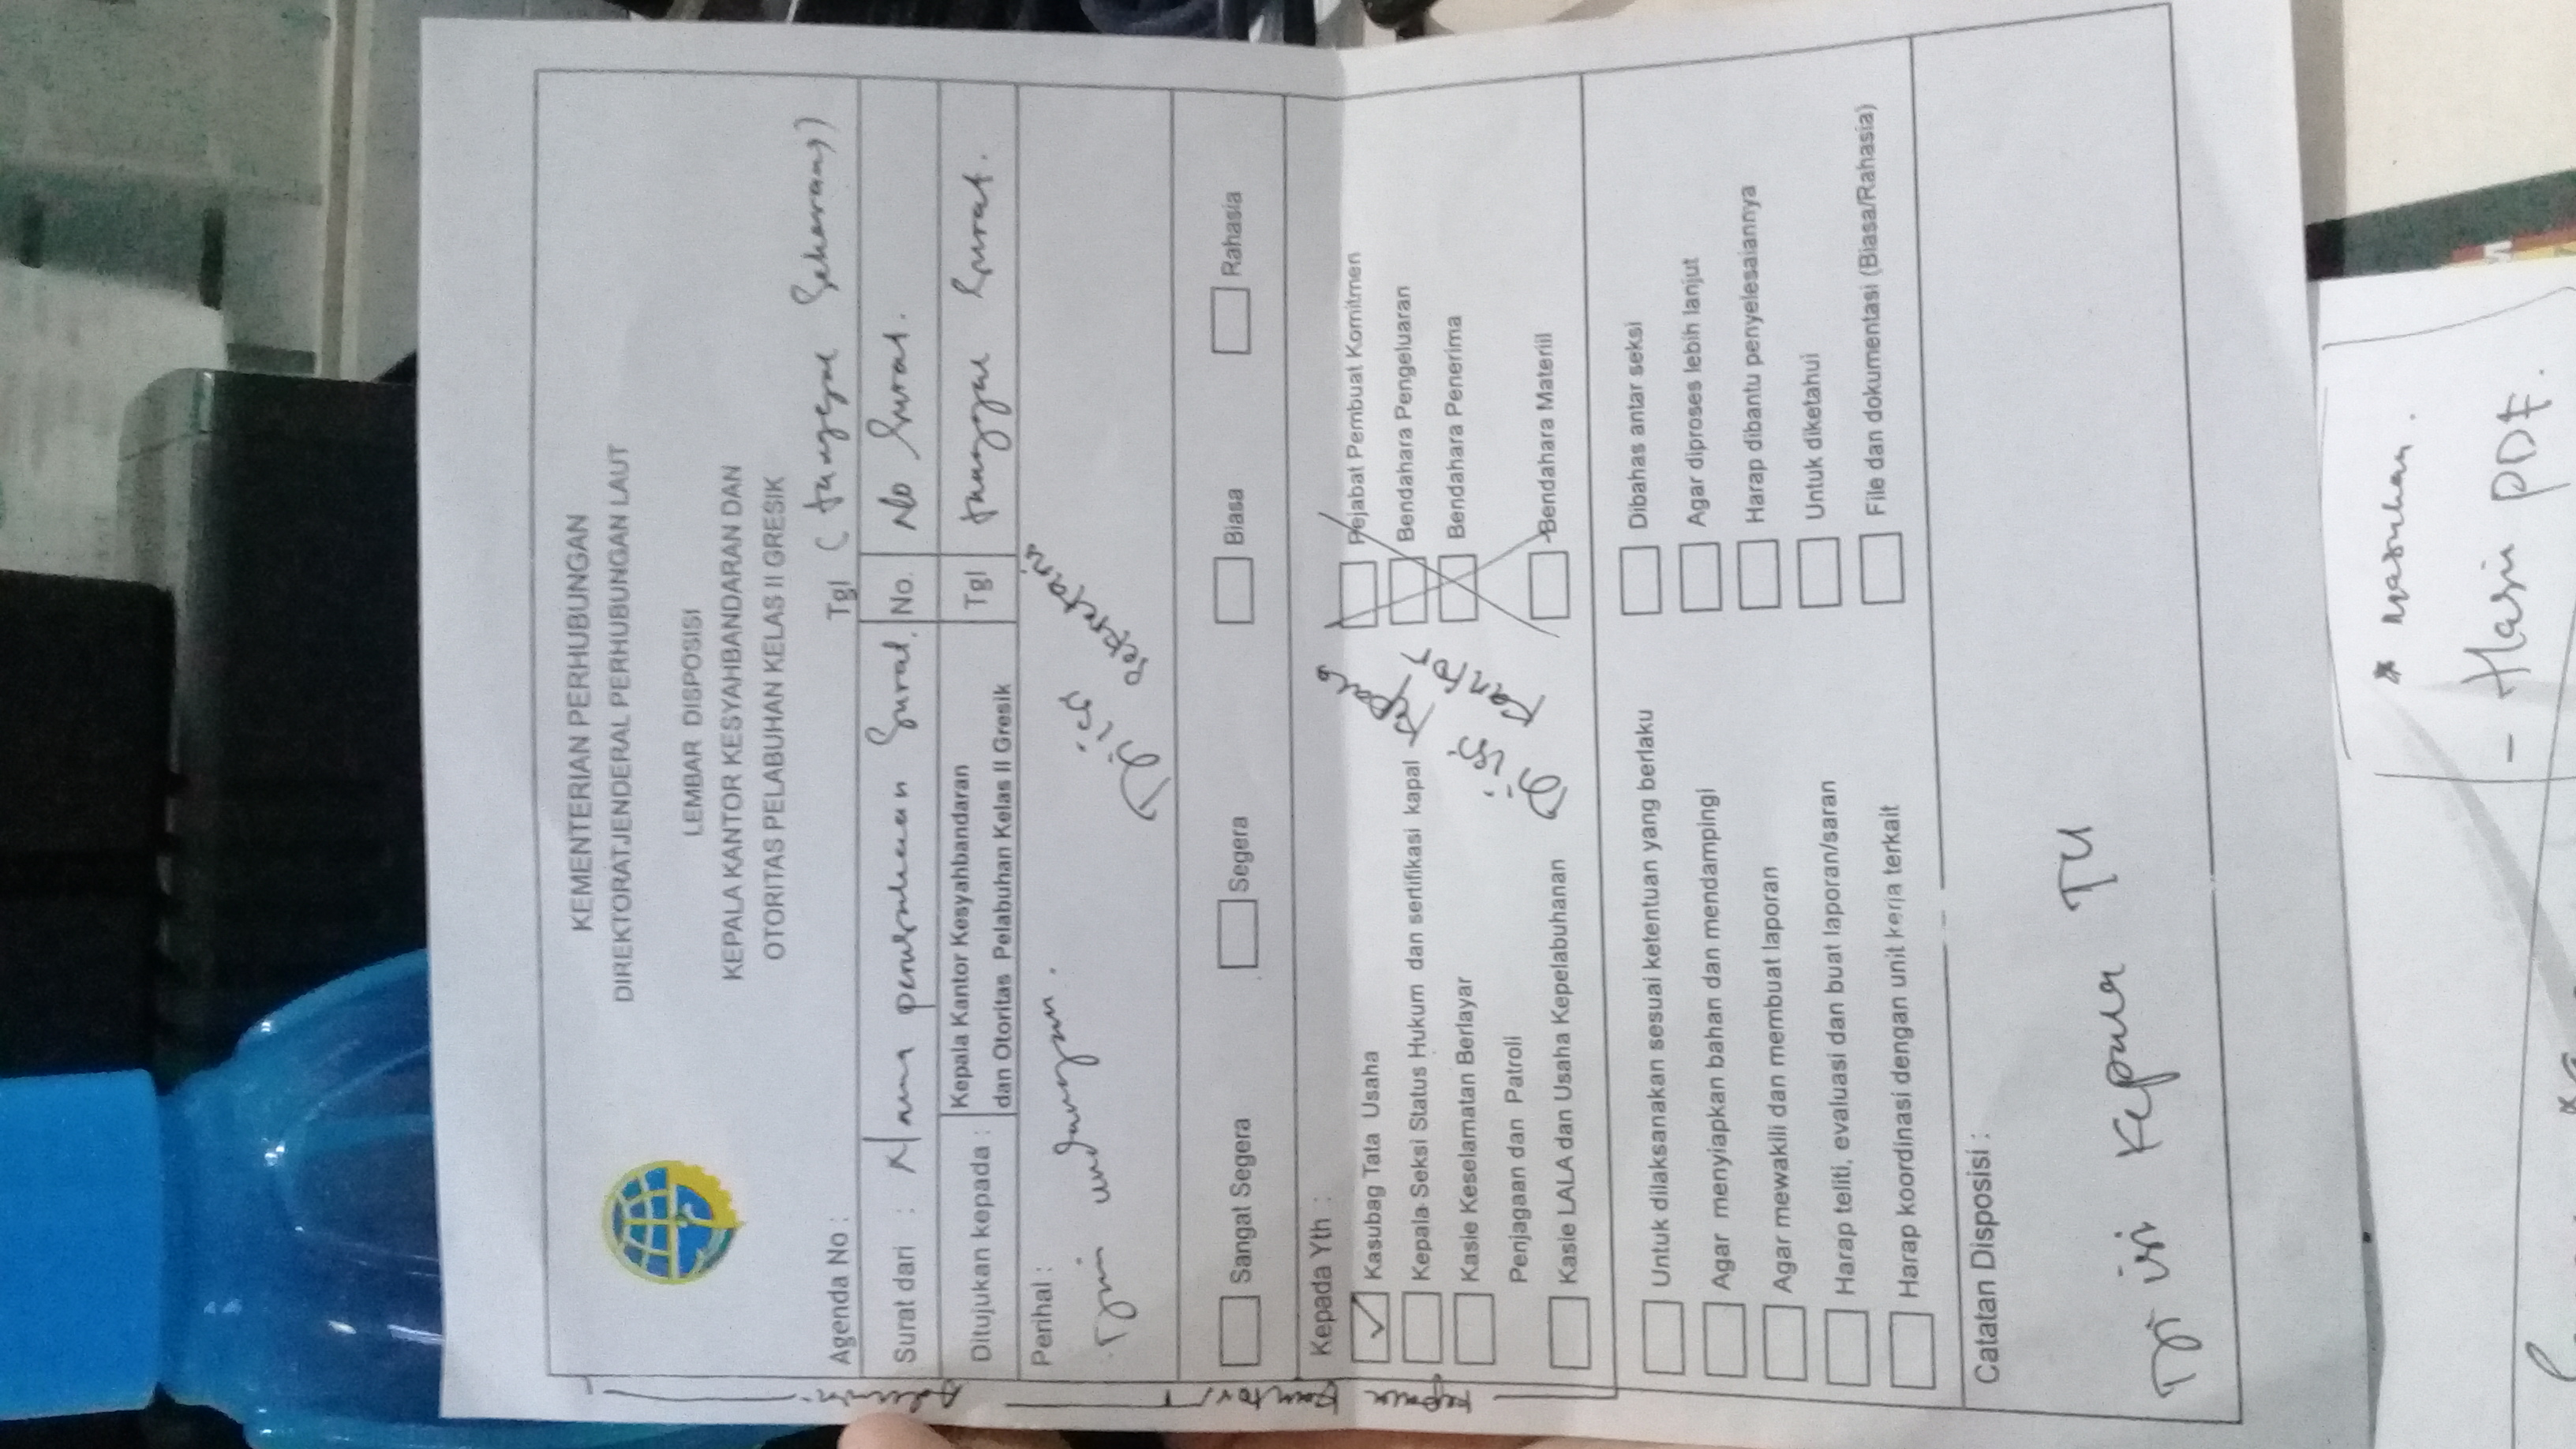 KEMENTERIAN PERHUBUNGAN
DIREKTORATJENDERAL PERHUBUNGAN LAUT
LEMBAR DISPOSISI
KEPALA KANTOR KESYAHBANDARAN DAN
OTORITAS PELABUHAN KELAS II GRESIK
Agenda No : Tgl (tanggal Sekarang)
Surat dari : Nama perusahaan Surat. No. No Surat.
Ditujukan kepada : Kepala Kantor Kesyahbandaran
dan Otoritas Pelabuhan Kelas II Gresik Tgl tanggal Surat.
Perihal :
undangan.
Diisi
Sekretaris
Sangat Segera Segera Biasa Rahasia
Kepada Yth :
Kasubag Tata Usaha Pejabat Pembuat Komitmen
Kepala Seksi Status Hukum dan sertifikasi kapal Bendahara Pengeluaran
Kasie Keselamatan Berlayar Bendahara Penerima
Penjagaan dan Patroli
Kasie LALA dan Usaha Kepelabuhanan Bendahara Materiil
Diisi Kepala
Kantor
Untuk dilaksanakan sesuai ketentuan yang berlaku Dibahas antar seksi
Agar menyiapkan bahan dan mendampingi Agar diproses lebih lanjut
Agar mewakili dan membuat laporan Harap dibantu penyelesaiannya
Harap teliti, evaluasi dan buat laporan/saran Untuk diketahui
Harap koordinasi dengan unit kerja terkait File dan dokumentasi (Biasa/Rahasia)
Catatan Disposisi :
Di isi Kepala TU
Admin
kepala kantor
* masukan.
- Hasil PDF.